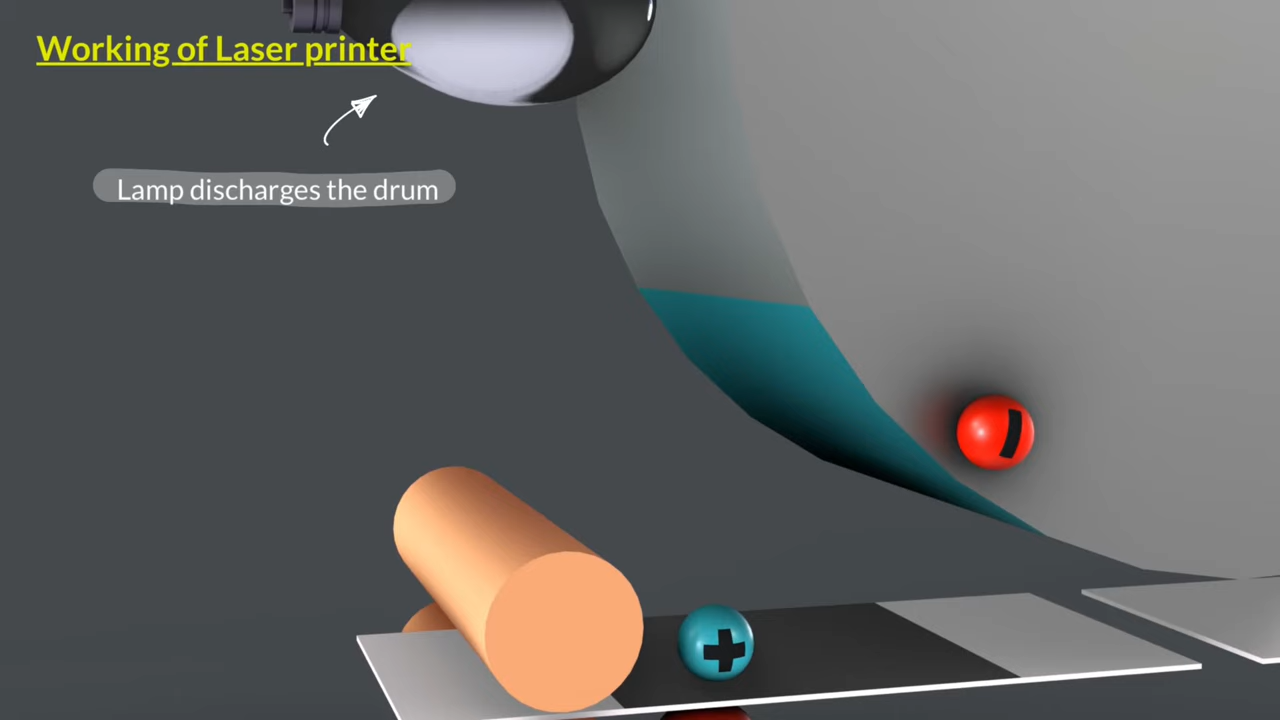 Working of Laser printer
Lamp discharges the drum